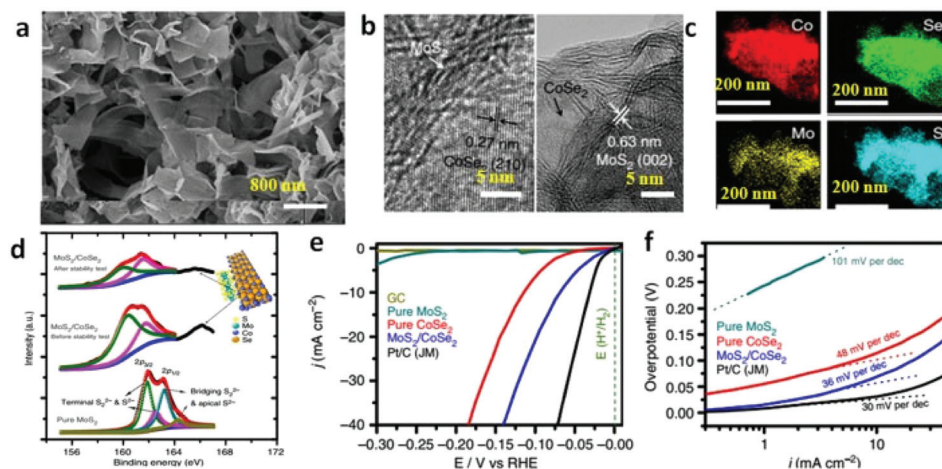 a
800 nm
b
MoS₂
0.27 nm
CoSe₂ (210)
5 nm
CoSe₂
0.63 nm
MoS₂ (002)
5 nm
c
Co
200 nm
Se
200 nm
Mo
200 nm
S
200 nm
d
MoS₂/CoSe₂
After stability test
S
Mo
Co
Se
MoS₂/CoSe₂
Before stability test
2p₃/₂
2p₁/₂
Bridging S₂²⁻
& apical S²⁻
Terminal S₂²⁻ & S²⁻
Pure MoS₂
Intensity (a.u.)
156 160 164 168 172
Binding energy (eV)
e
0
−10
−20
−30
−40
j (mA cm⁻²)
GC
Pure MoS₂
Pure CoSe₂
MoS₂/CoSe₂
Pt/C (JM)
E (H⁺/H₂)
−0.30 −0.25 −0.20 −0.15 −0.10 −0.05 −0.00
E / V vs RHE
f
0.30
0.25
0.20
0.15
0.10
0.05
0.00
Overpotential (V)
101 mV per dec
Pure MoS₂
Pure CoSe₂
MoS₂/CoSe₂
Pt/C (JM)
48 mV per dec
36 mV per dec
30 mV per dec
1 10
j (mA cm⁻²)